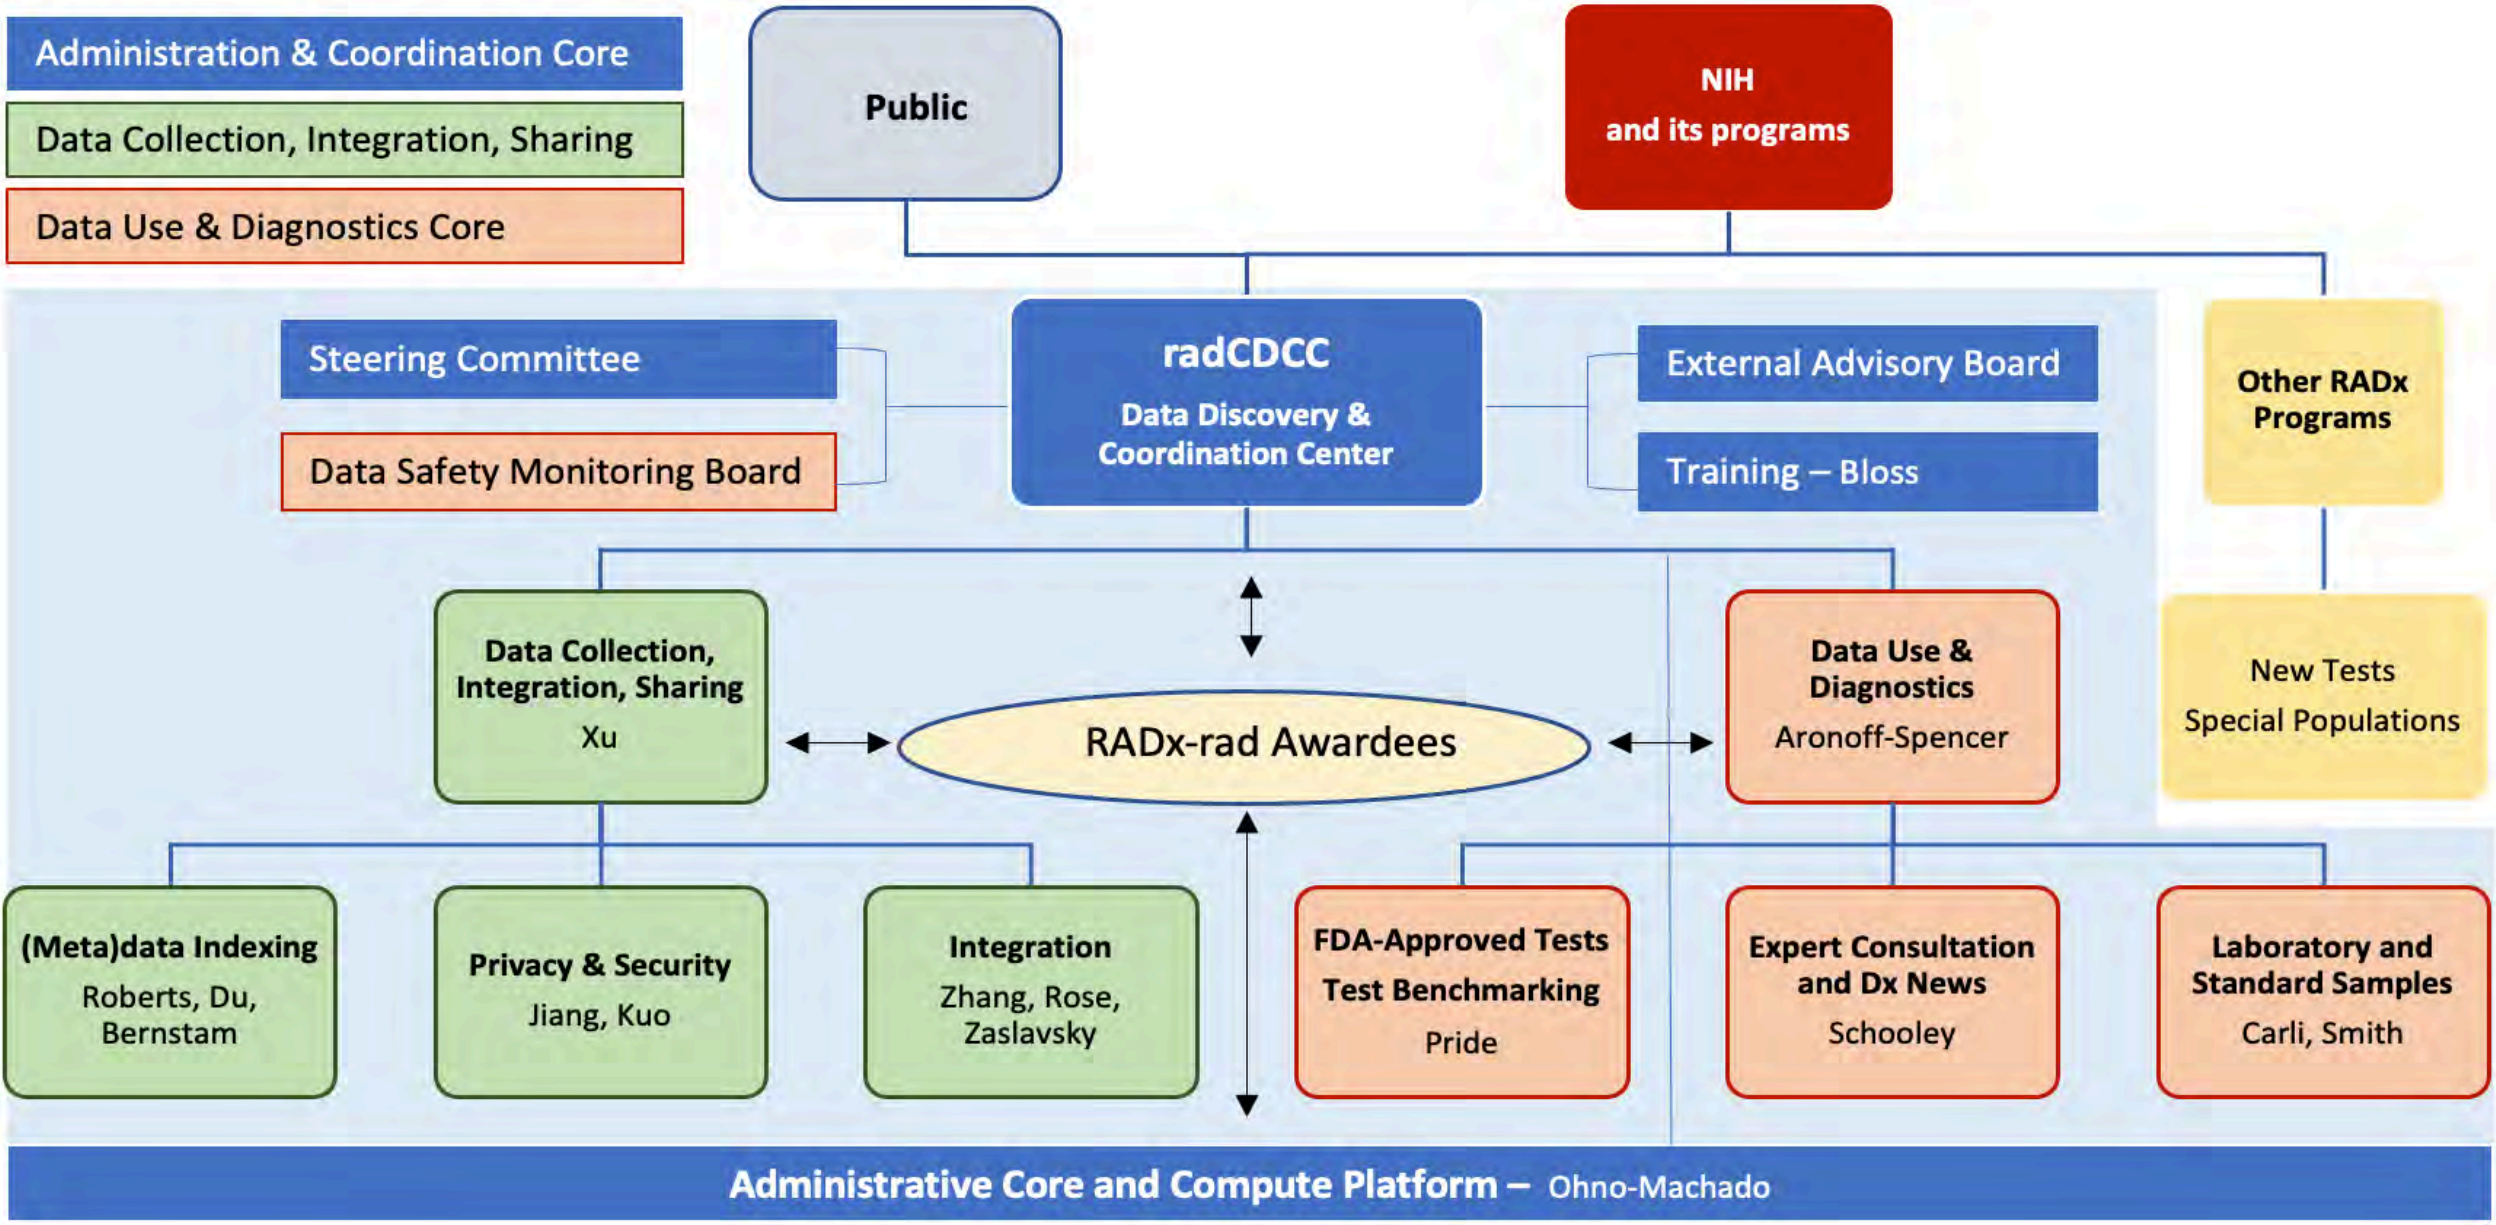 Administration & Coordination Core
Data Collection, Integration, Sharing
Data Use & Diagnostics Core
Public
NIH
and its programs
Steering Committee
Data Safety Monitoring Board
radCDCC
Data Discovery &
Coordination Center
External Advisory Board
Training – Bloss
Other RADx
Programs
New Tests
Special Populations
Data Collection,
Integration, Sharing
Xu
RADx-rad Awardees
Data Use &
Diagnostics
Aronoff-Spencer
(Meta)data Indexing
Roberts, Du,
Bernstam
Privacy & Security
Jiang, Kuo
Integration
Zhang, Rose,
Zaslavsky
FDA-Approved Tests
Test Benchmarking
Pride
Expert Consultation
and Dx News
Schooley
Laboratory and
Standard Samples
Carli, Smith
Administrative Core and Compute Platform – Ohno-Machado